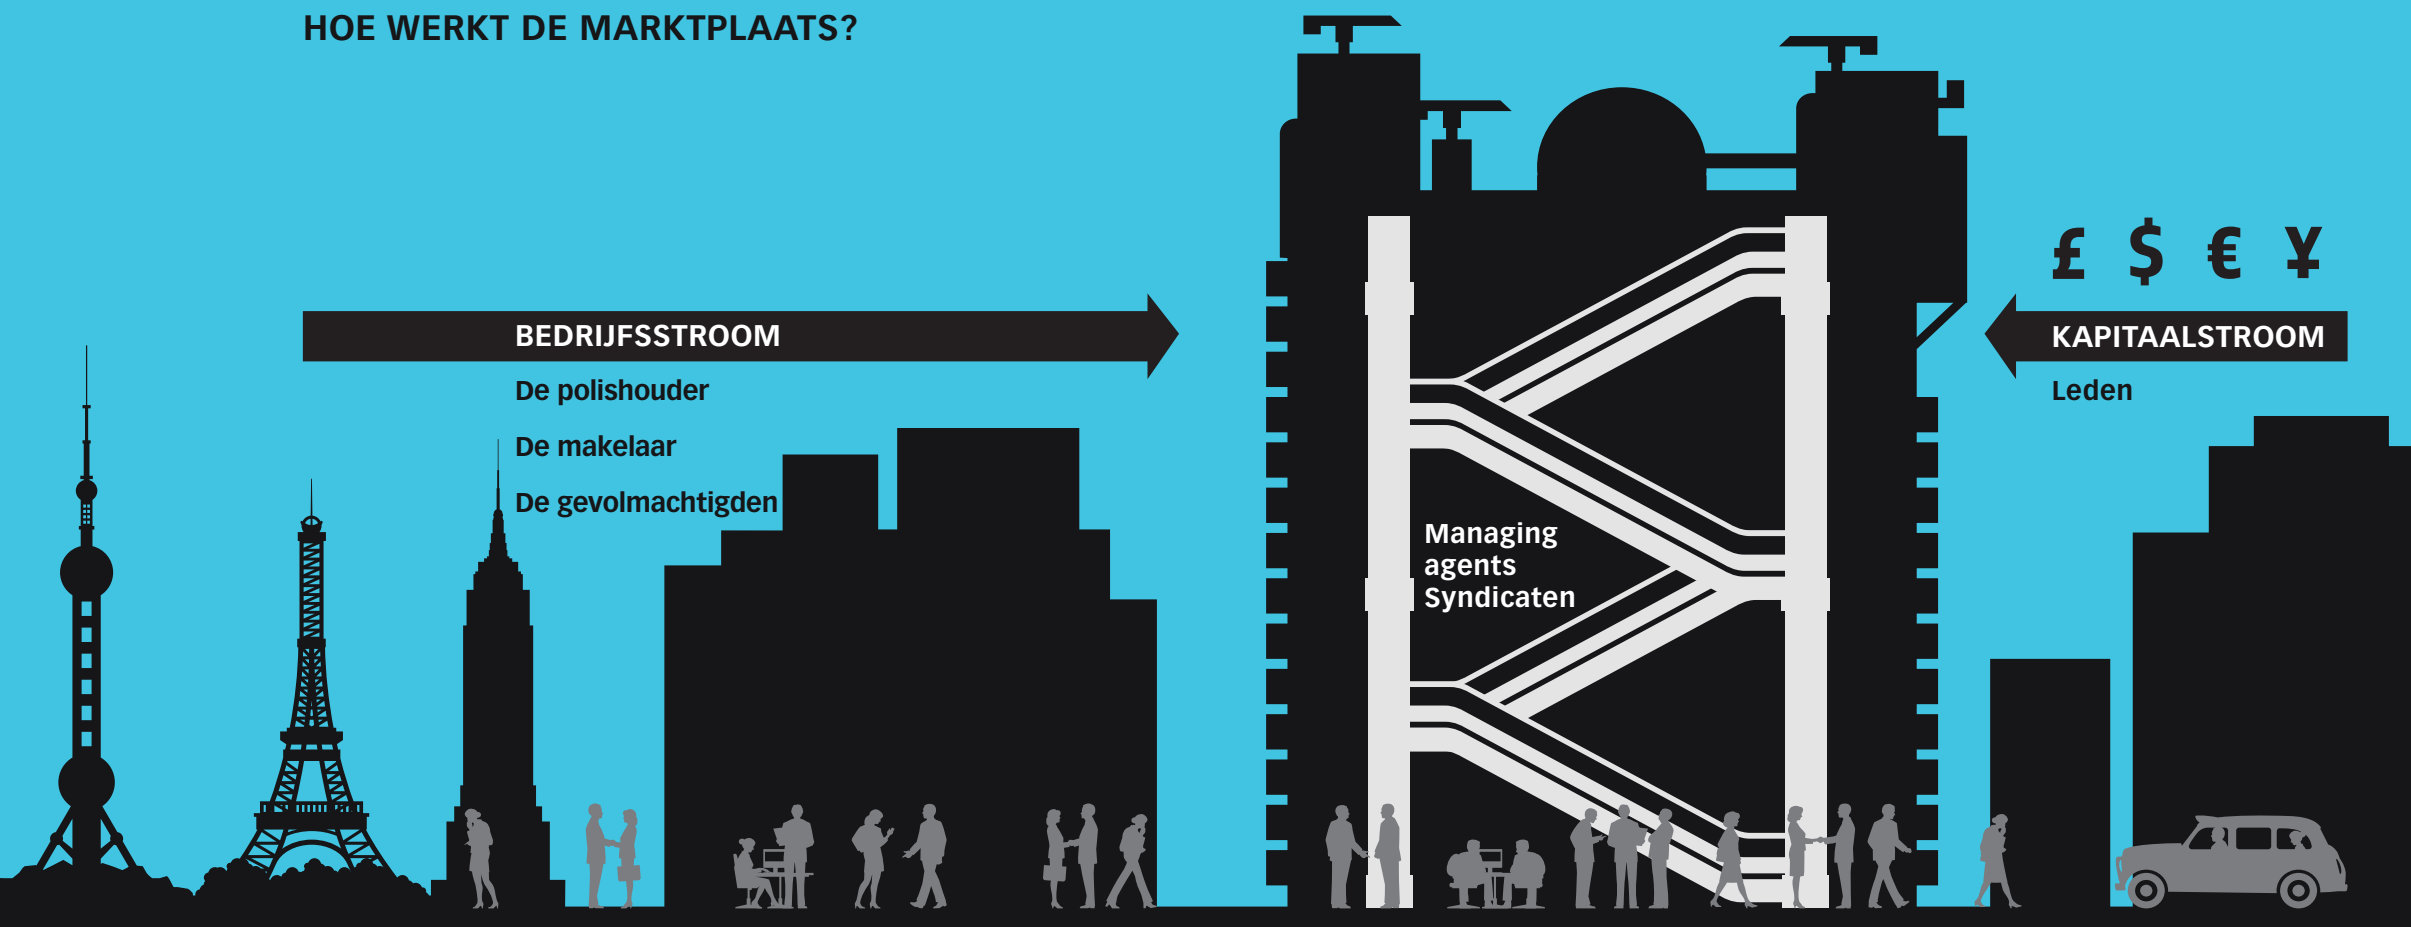 HOE WERKT DE MARKTPLAATS?
BEDRIJFSSTROOM
De polishouder
De makelaar
De gevolmachtigden
Managing
agents
Syndicaten
£ $ € ¥
KAPITAALSTROOM
Leden